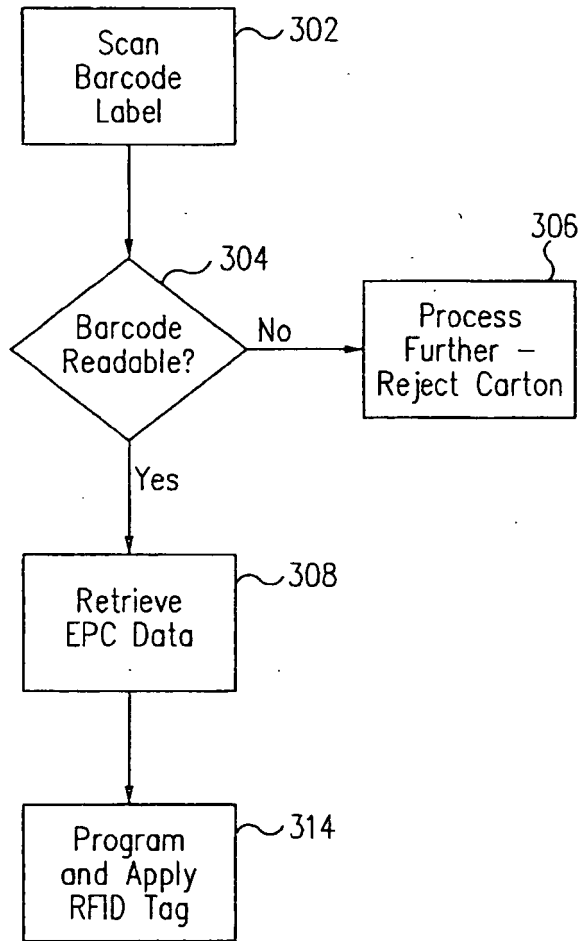 Scan
Barcode
Label
302
304
Barcode
Readable?
No
306
Process
Further –
Reject Carton
Yes
Retrieve
EPC Data
308
Program
and Apply
RFID Tag
314